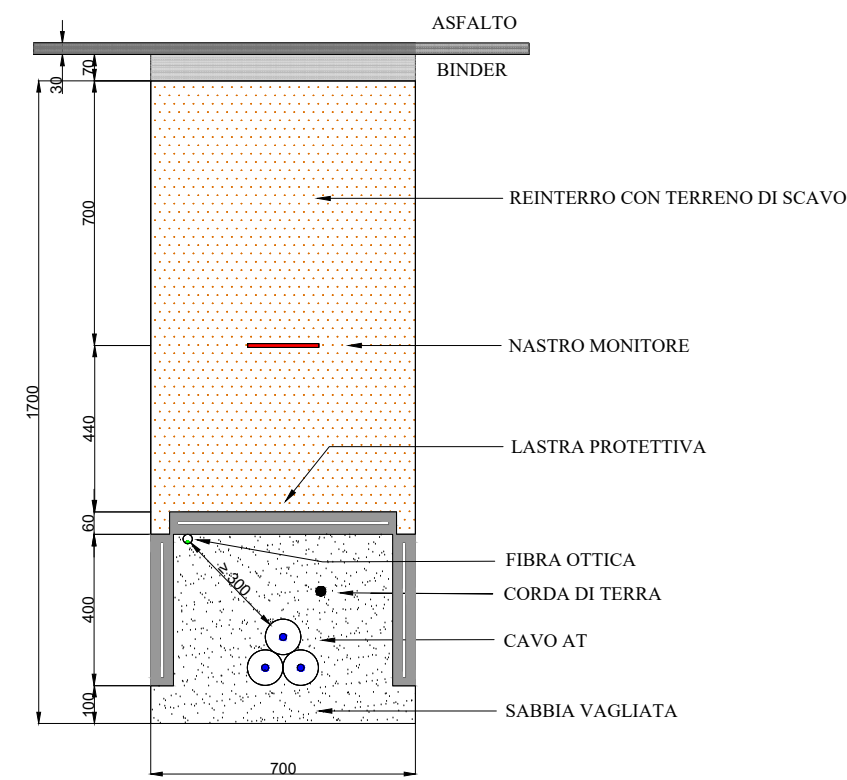 ASFALTO
BINDER
30
70
700
REINTERRO CON TERRENO DI SCAVO
NASTRO MONITORE
1700
440
LASTRA PROTETTIVA
60
FIBRA OTTICA
≥ 300
CORDA DI TERRA
400
CAVO AT
100
SABBIA VAGLIATA
700